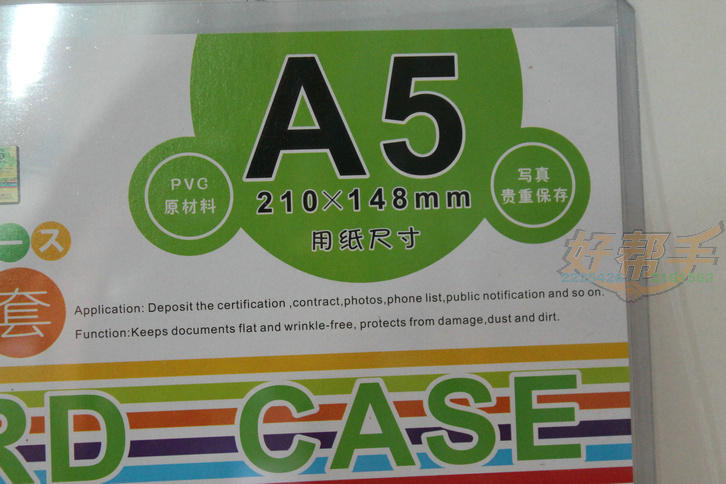 A5
210×148mm
用纸尺寸
PVC
原材料
写真
贵重保存
ース
套
好帮手
Application: Deposit the certification ,contract,photos,phone list,public notification and so on.
Function:Keeps documents flat and wrinkle-free, protects from damage,dust and dirt.
RD CASE